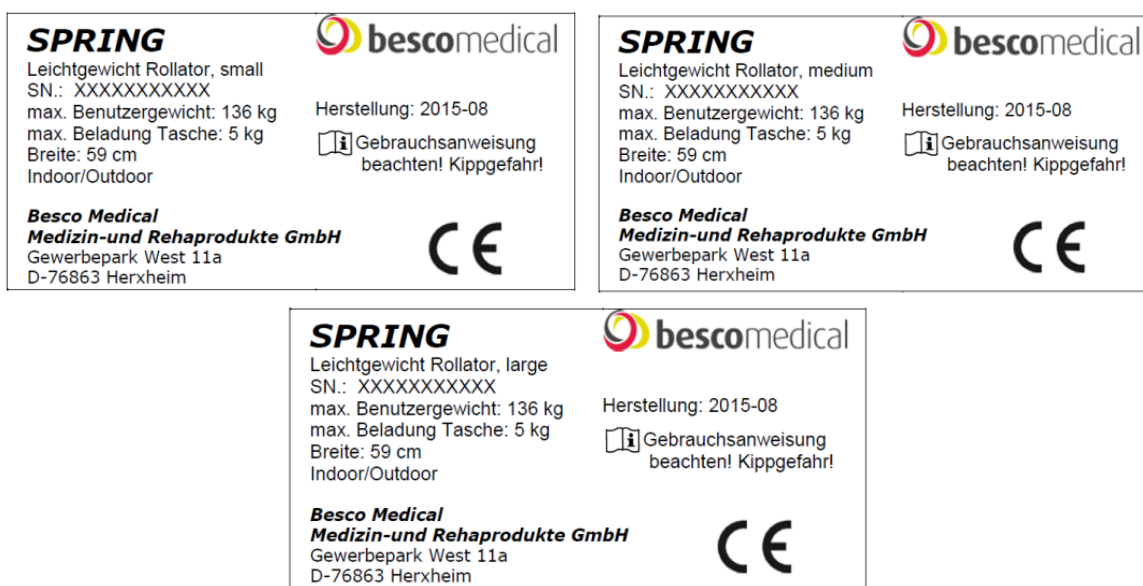 SPRING
Leichtgewicht Rollator, small
SN.: XXXXXXXXXXX
max. Benutzergewicht: 136 kg
max. Beladung Tasche: 5 kg
Breite: 59 cm
Indoor/Outdoor
Besco Medical
Medizin-und Rehaprodukte GmbH
Gewerbepark West 11a
D-76863 Herxheim
bescomedical
Herstellung: 2015-08
i Gebrauchsanweisung
beachten! Kippgefahr!
CE
SPRING
Leichtgewicht Rollator, medium
SN.: XXXXXXXXXXX
max. Benutzergewicht: 136 kg
max. Beladung Tasche: 5 kg
Breite: 59 cm
Indoor/Outdoor
Besco Medical
Medizin-und Rehaprodukte GmbH
Gewerbepark West 11a
D-76863 Herxheim
bescomedical
Herstellung: 2015-08
i Gebrauchsanweisung
beachten! Kippgefahr!
CE
SPRING
Leichtgewicht Rollator, large
SN.: XXXXXXXXXXX
max. Benutzergewicht: 136 kg
max. Beladung Tasche: 5 kg
Breite: 59 cm
Indoor/Outdoor
Besco Medical
Medizin-und Rehaprodukte GmbH
Gewerbepark West 11a
D-76863 Herxheim
bescomedical
Herstellung: 2015-08
i Gebrauchsanweisung
beachten! Kippgefahr!
CE